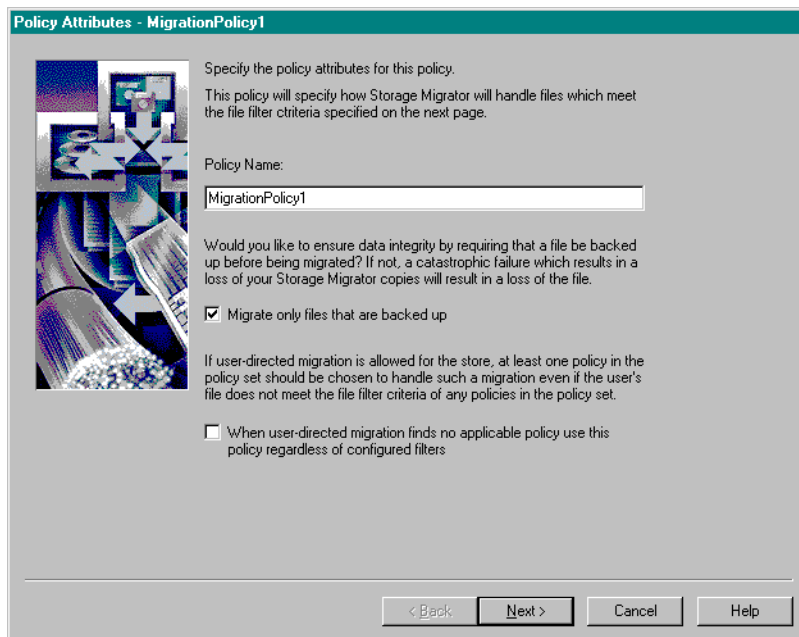 Policy Attributes - MigrationPolicy1
Specify the policy attributes for this policy.
This policy will specify how Storage Migrator will handle files which meet
the file filter ctriteria specified on the next page.
Policy Name:
MigrationPolicy1
Would you like to ensure data integrity by requiring that a file be backed
up before being migrated? If not, a catastrophic failure which results in a
loss of your Storage Migrator copies will result in a loss of the file.
Migrate only files that are backed up
If user-directed migration is allowed for the store, at least one policy in the
policy set should be chosen to handle such a migration even if the user's
file does not meet the file filter criteria of any policies in the policy set.
When user-directed migration finds no applicable policy use this
policy regardless of configured filters
< Back
Next >
Cancel
Help